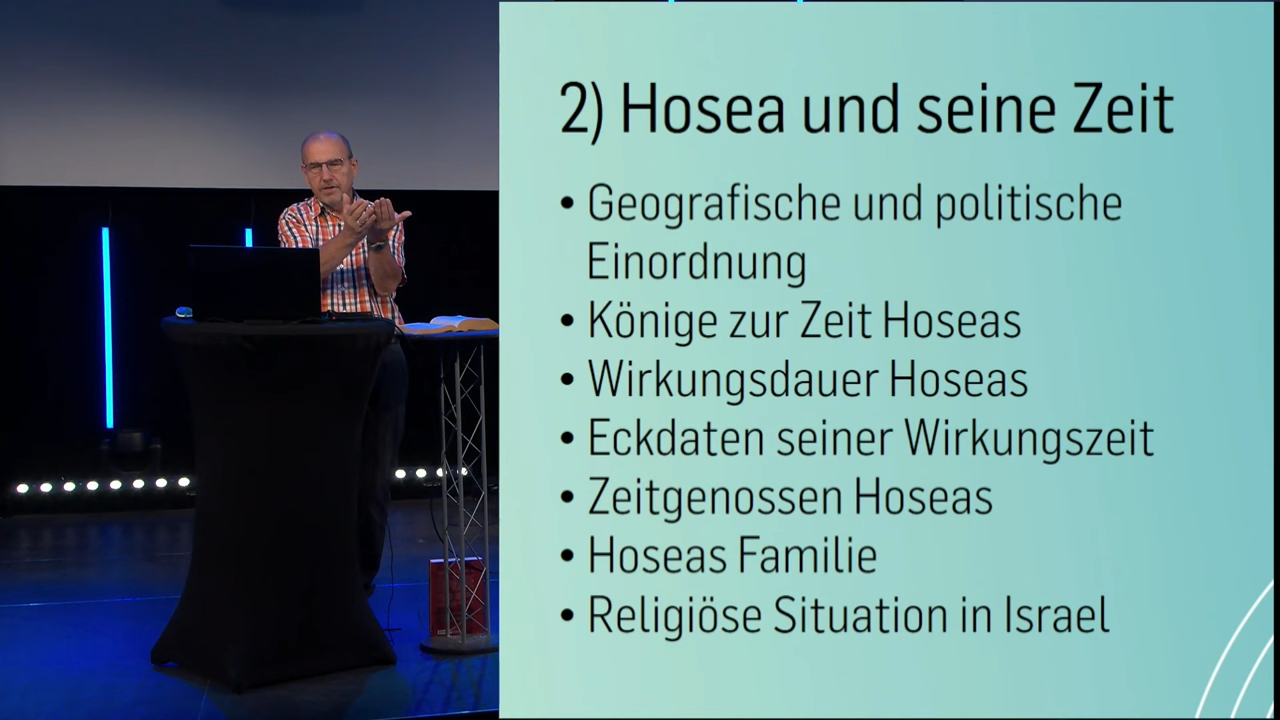 2) Hosea und seine Zeit
• Geografische und politische
Einordnung
• Könige zur Zeit Hoseas
• Wirkungsdauer Hoseas
• Eckdaten seiner Wirkungszeit
• Zeitgenossen Hoseas
• Hoseas Familie
• Religiöse Situation in Israel